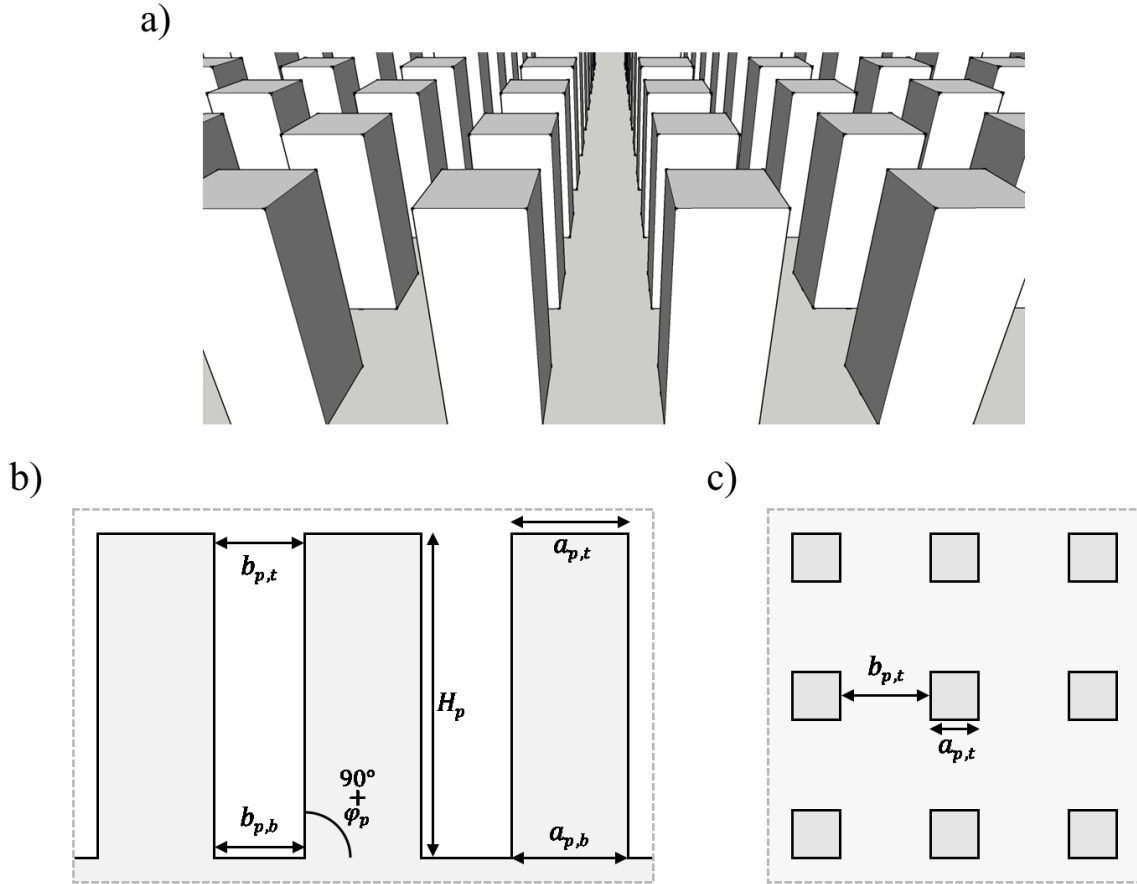 a)
b)
c)
b_{p,t}
a_{p,t}
H_p
90°
+
φ_p
b_{p,b}
a_{p,b}
b_{p,t}
a_{p,t}